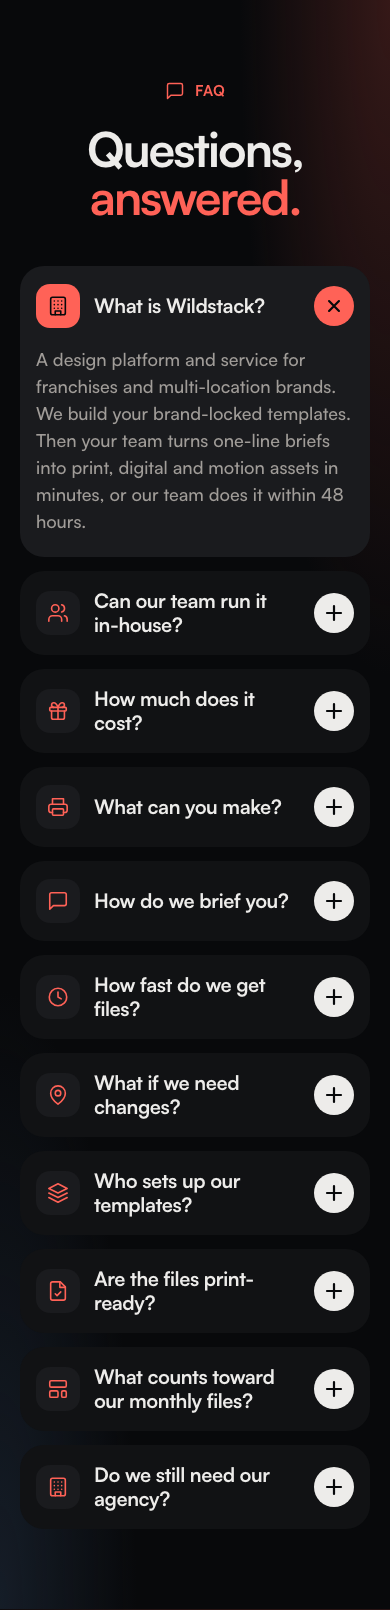 FAQ
Questions,
answered.
What is Wildstack?
A design platform and service for
franchises and multi-location brands.
We build your brand-locked templates.
Then your team turns one-line briefs
into print, digital and motion assets in
minutes, or our team does it within 48
hours.
Can our team run it
in-house?
How much does it
cost?
What can you make?
How do we brief you?
How fast do we get
files?
What if we need
changes?
Who sets up our
templates?
Are the files print-
ready?
What counts toward
our monthly files?
Do we still need our
agency?